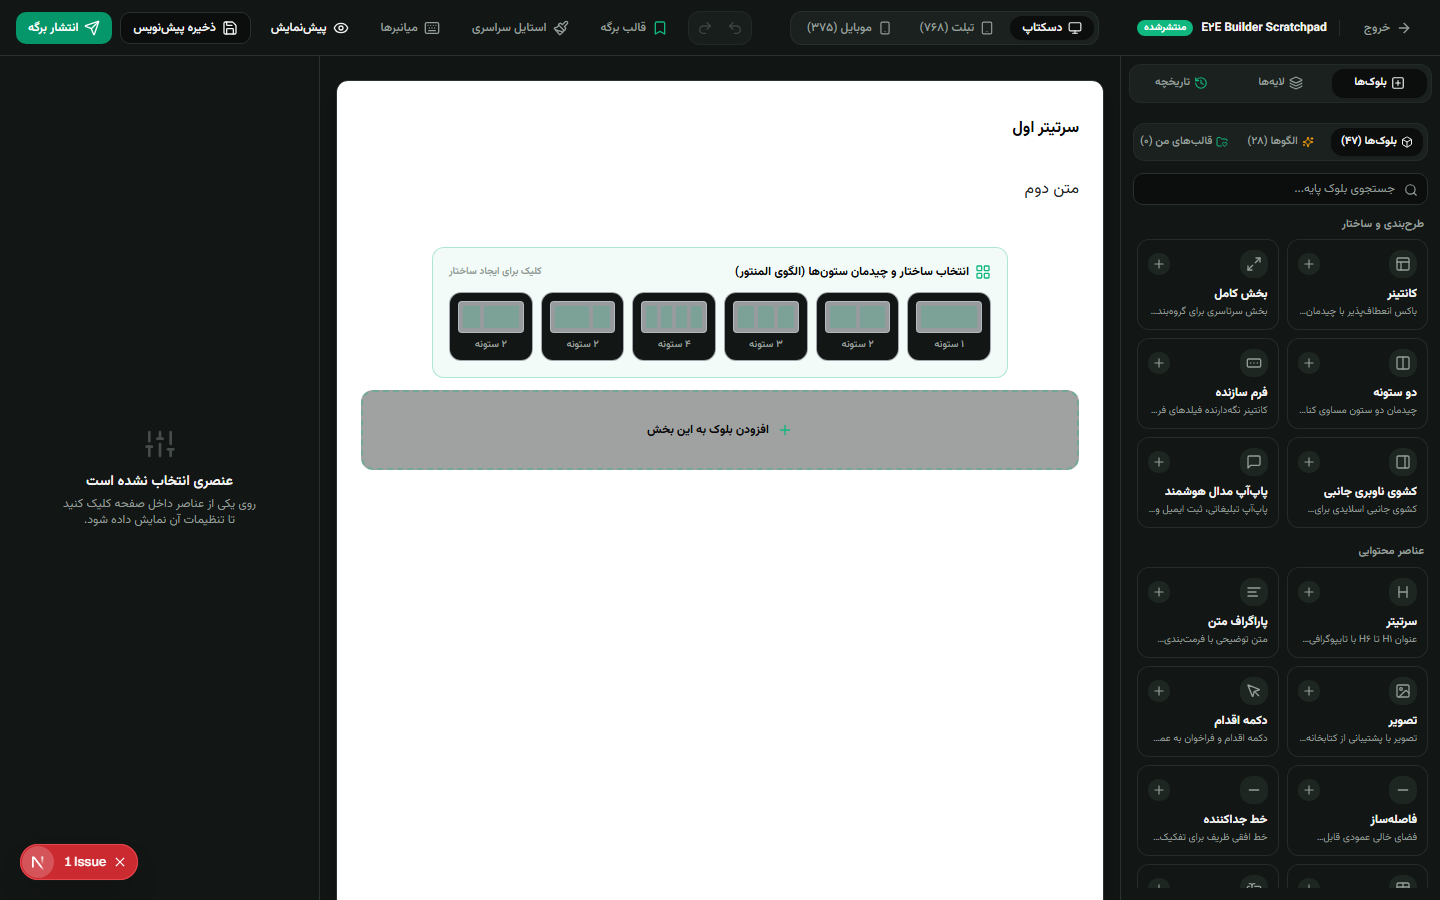 خروج
E۲E Builder Scratchpad
منتشرشده
دسکتاپ
تبلت (۷۶۸)
موبایل (۳۷۵)
قالب برگه
استایل سراسری
میانبرها
پیش‌نمایش
ذخیره پیش‌نویس
انتشار برگه
بلوک‌ها
لایه‌ها
تاریخچه
بلوک‌ها (۴۷)
الگوها (۲۸)
قالب‌های من (۰)
جستجوی بلوک پایه...
طرح‌بندی و ساختار
کانتینر
باکس انعطاف‌پذیر با چیدمان...
بخش کامل
بخش سرتاسری برای گروه‌بند...
دو ستونه
چیدمان دو ستون مساوی کنا...
فرم سازنده
کانتینر نگه‌دارنده فیلدهای فر...
کشوی ناوبری جانبی
کشوی جانبی اسلایدی برای...
پاپ‌آپ مدال هوشمند
پاپ‌آپ تبلیغاتی، ثبت ایمیل و...
عناصر محتوایی
سرتیتر
عنوان H۱ تا H۶ با تایپوگرافی...
پاراگراف متن
متن توضیحی با فرمت‌بندی...
تصویر
تصویر با پشتیبانی از کتابخانه...
دکمه اقدام
دکمه اقدام و فراخوان به عمـ...
فاصله‌ساز
فضای خالی عمودی قابل...
خط جداکننده
خط افقی ظریف برای تفکیک...
سرتیتر اول
متن دوم
انتخاب ساختار و چیدمان ستون‌ها (الگوی المنتور)
کلیک برای ایجاد ساختار
۱ ستونه
۲ ستونه
۳ ستونه
۴ ستونه
۲ ستونه
۲ ستونه
افزودن بلوک به این بخش
عنصری انتخاب نشده است
روی یکی از عناصر داخل صفحه کلیک کنید
تا تنظیمات آن نمایش داده شود.
1 Issue